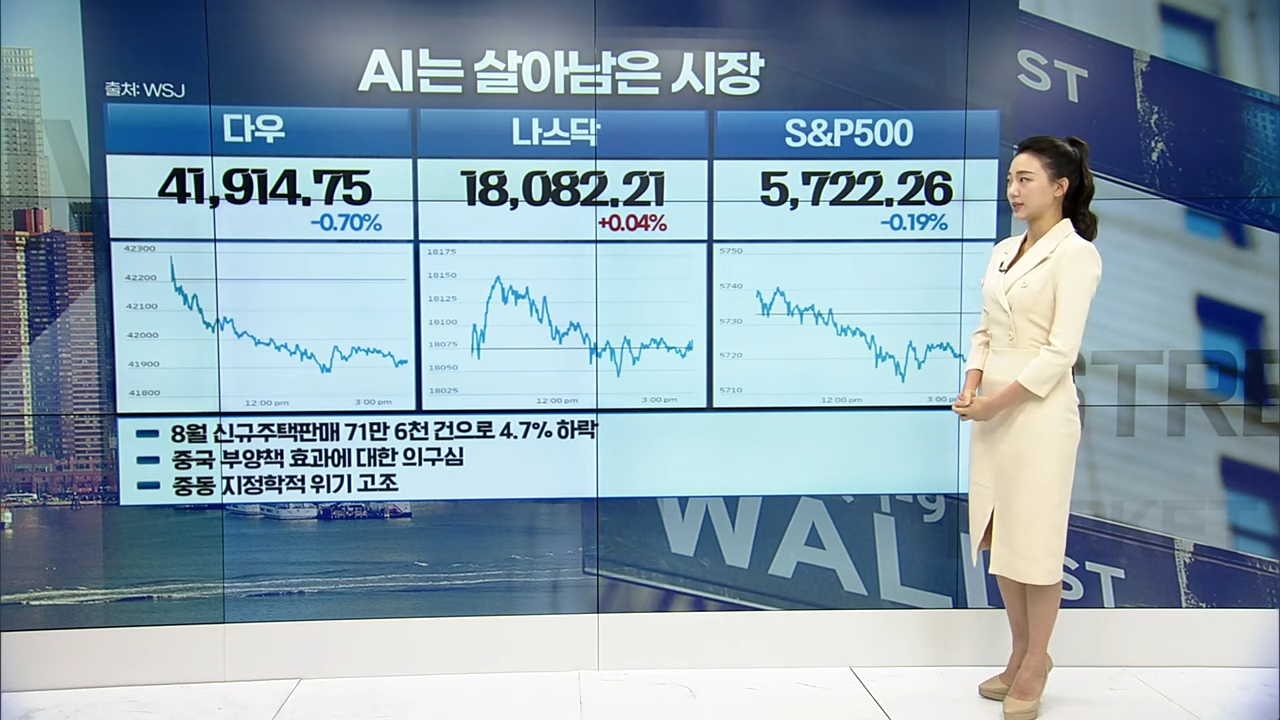 AI는 살아남은 시장
출처: WSJ
다우
나스닥
S&P500
41,914.75
18,082.21
5,722.26
-0.70%
+0.04%
-0.19%
42300
42200
42100
42000
41900
41800
12:00 pm
3:00 pm
18175
18150
18125
18100
18075
18050
18025
12:00 pm
3:00 pm
5750
5740
5730
5720
5710
12:00 pm
3:00
8월 신규주택판매 71만 6천 건으로 4.7% 하락
중국 부양책 효과에 대한 의구심
중동 지정학적 위기 고조
ST
STRE
1-9
WALL
ST